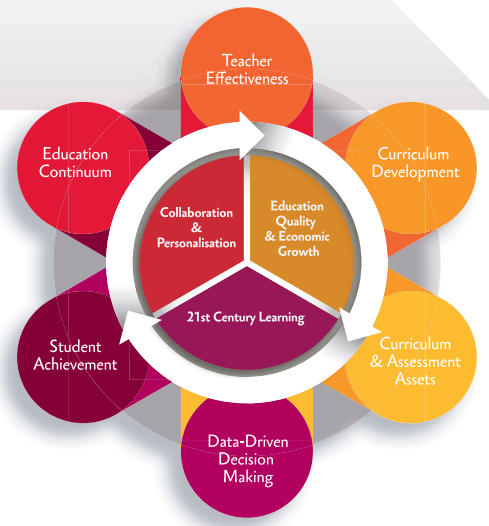 Teacher
Effectiveness
Education
Continuum
Curriculum
Development
Collaboration
&
Personalisation
Education
Quality
& Economic
Growth
21st Century Learning
Student
Achievement
Curriculum
& Assessment
Assets
Data-Driven
Decision
Making